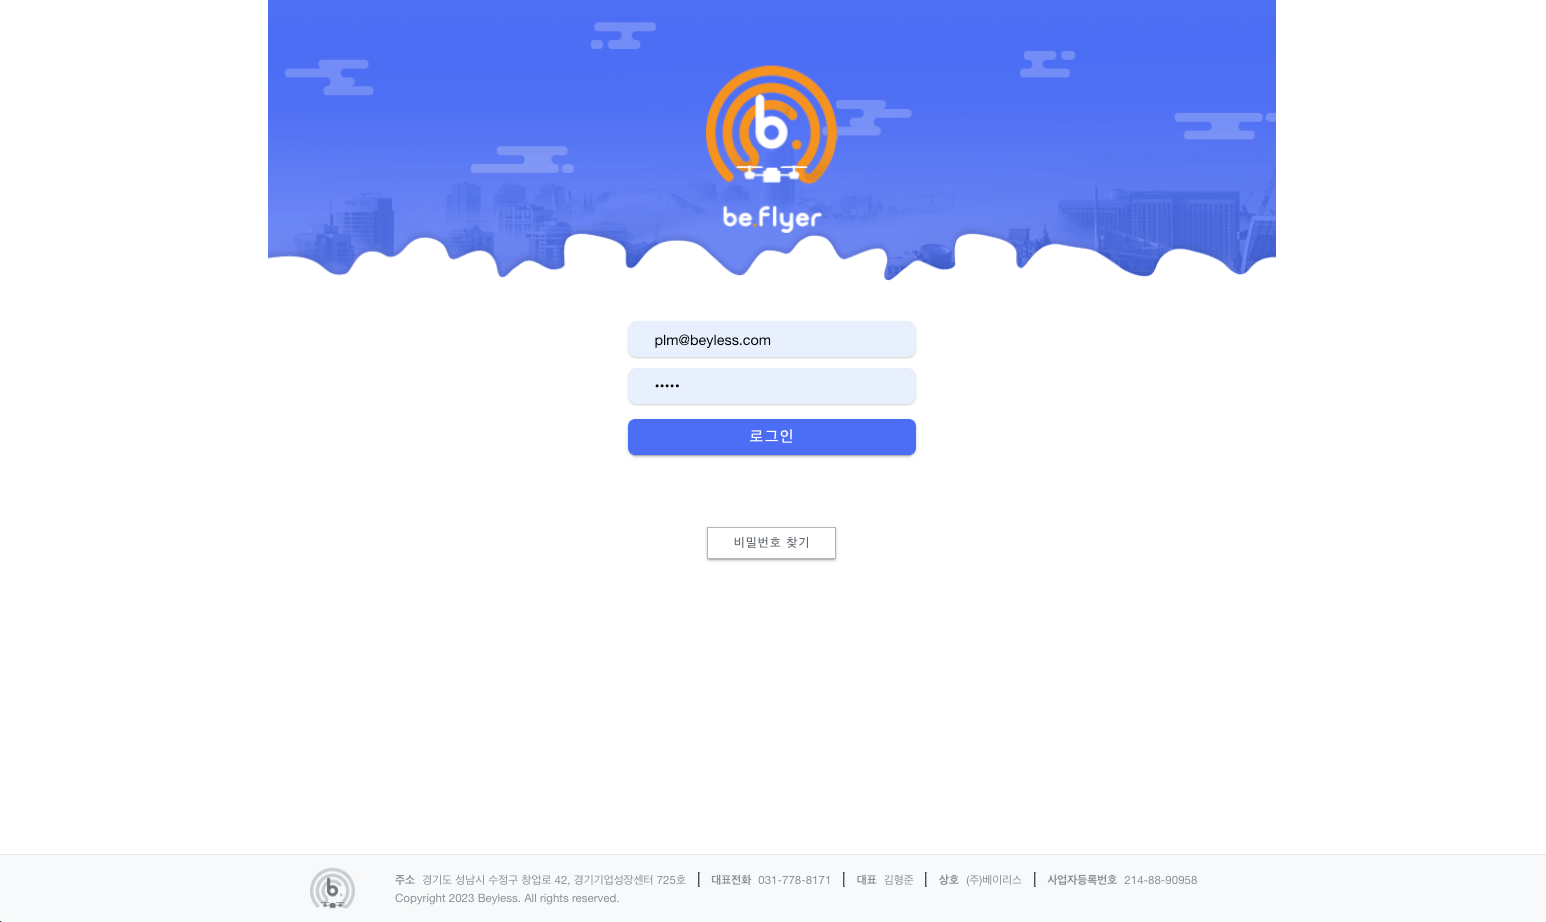 b.
be.flyer
plm@beyless.com
•••••
로그인
비밀번호 찾기
b.
주소 경기도 성남시 수정구 창업로 42, 경기기업성장센터 725호 | 대표전화 031-778-8171 | 대표 김형준 | 상호 (주)베이리스 | 사업자등록번호 214-88-90958
Copyright 2023 Beyless. All rights reserved.